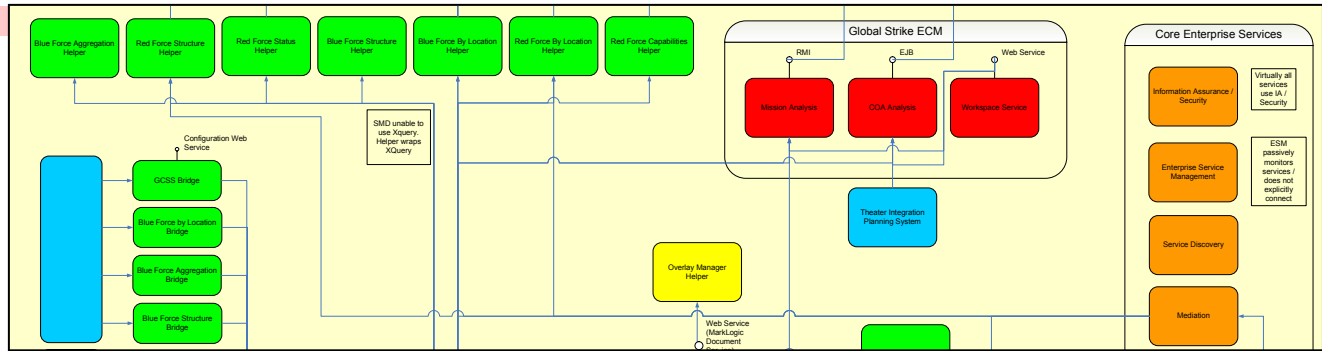 Blue Force Aggregation
Helper
Red Force Structure
Helper
Red Force Status
Helper
Blue Force Structure
Helper
Blue Force By Location
Helper
Red Force By Location
Helper
Red Force Capabilities
Helper
Global Strike ECM
RMI
EJB
Web Service
Mission Analysis
COA Analysis
Workspace Service
Core Enterprise Services
Information Assurance /
Security
Virtually all
services
use IA /
Security
SMD unable to
use Xquery.
Helper wraps
XQuery
Configuration Web
Service
GCSS Bridge
Enterprise Service
Management
ESM
passively
monitors
services /
does not
explicitly
connect
Blue Force by Location
Bridge
Theater Integration
Planning System
Service Discovery
Blue Force Aggregation
Bridge
Overlay Manager
Helper
Blue Force Structure
Bridge
Mediation
Web Service
(MarkLogic
Document